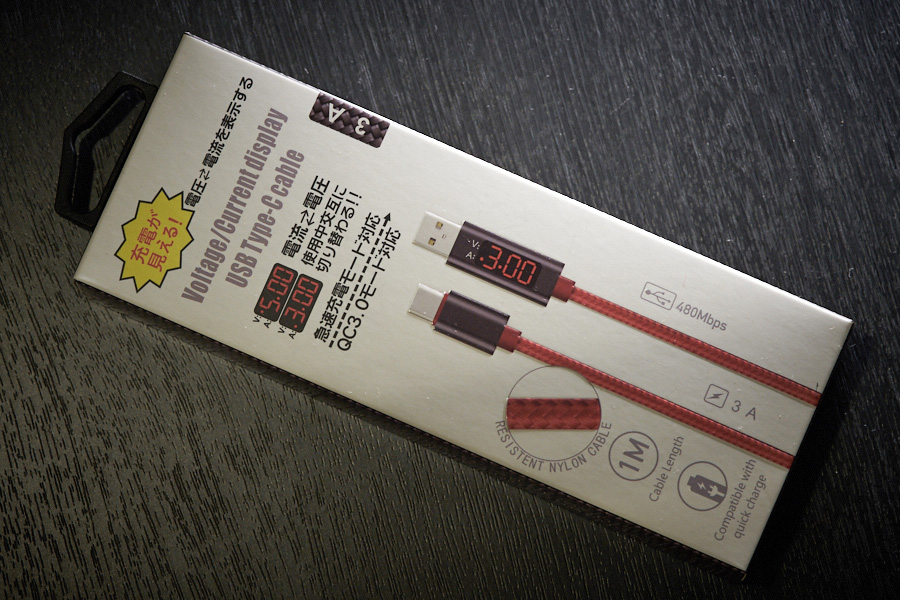 充電が
見える!
電圧⇄電流を表示する
Voltage/Current display
USB Type-C cable
3 A
V:
A:
5.00
V:
A:
3.00
電流⇄電圧
使用中交互に
切り替わる!!
急速充電モード対応
QC3.0モード対応
V:
A:
3.00
480Mbps
3 A
RESISTENT NYLON CABLE
1M
Cable Length
Compatible with
quick charge